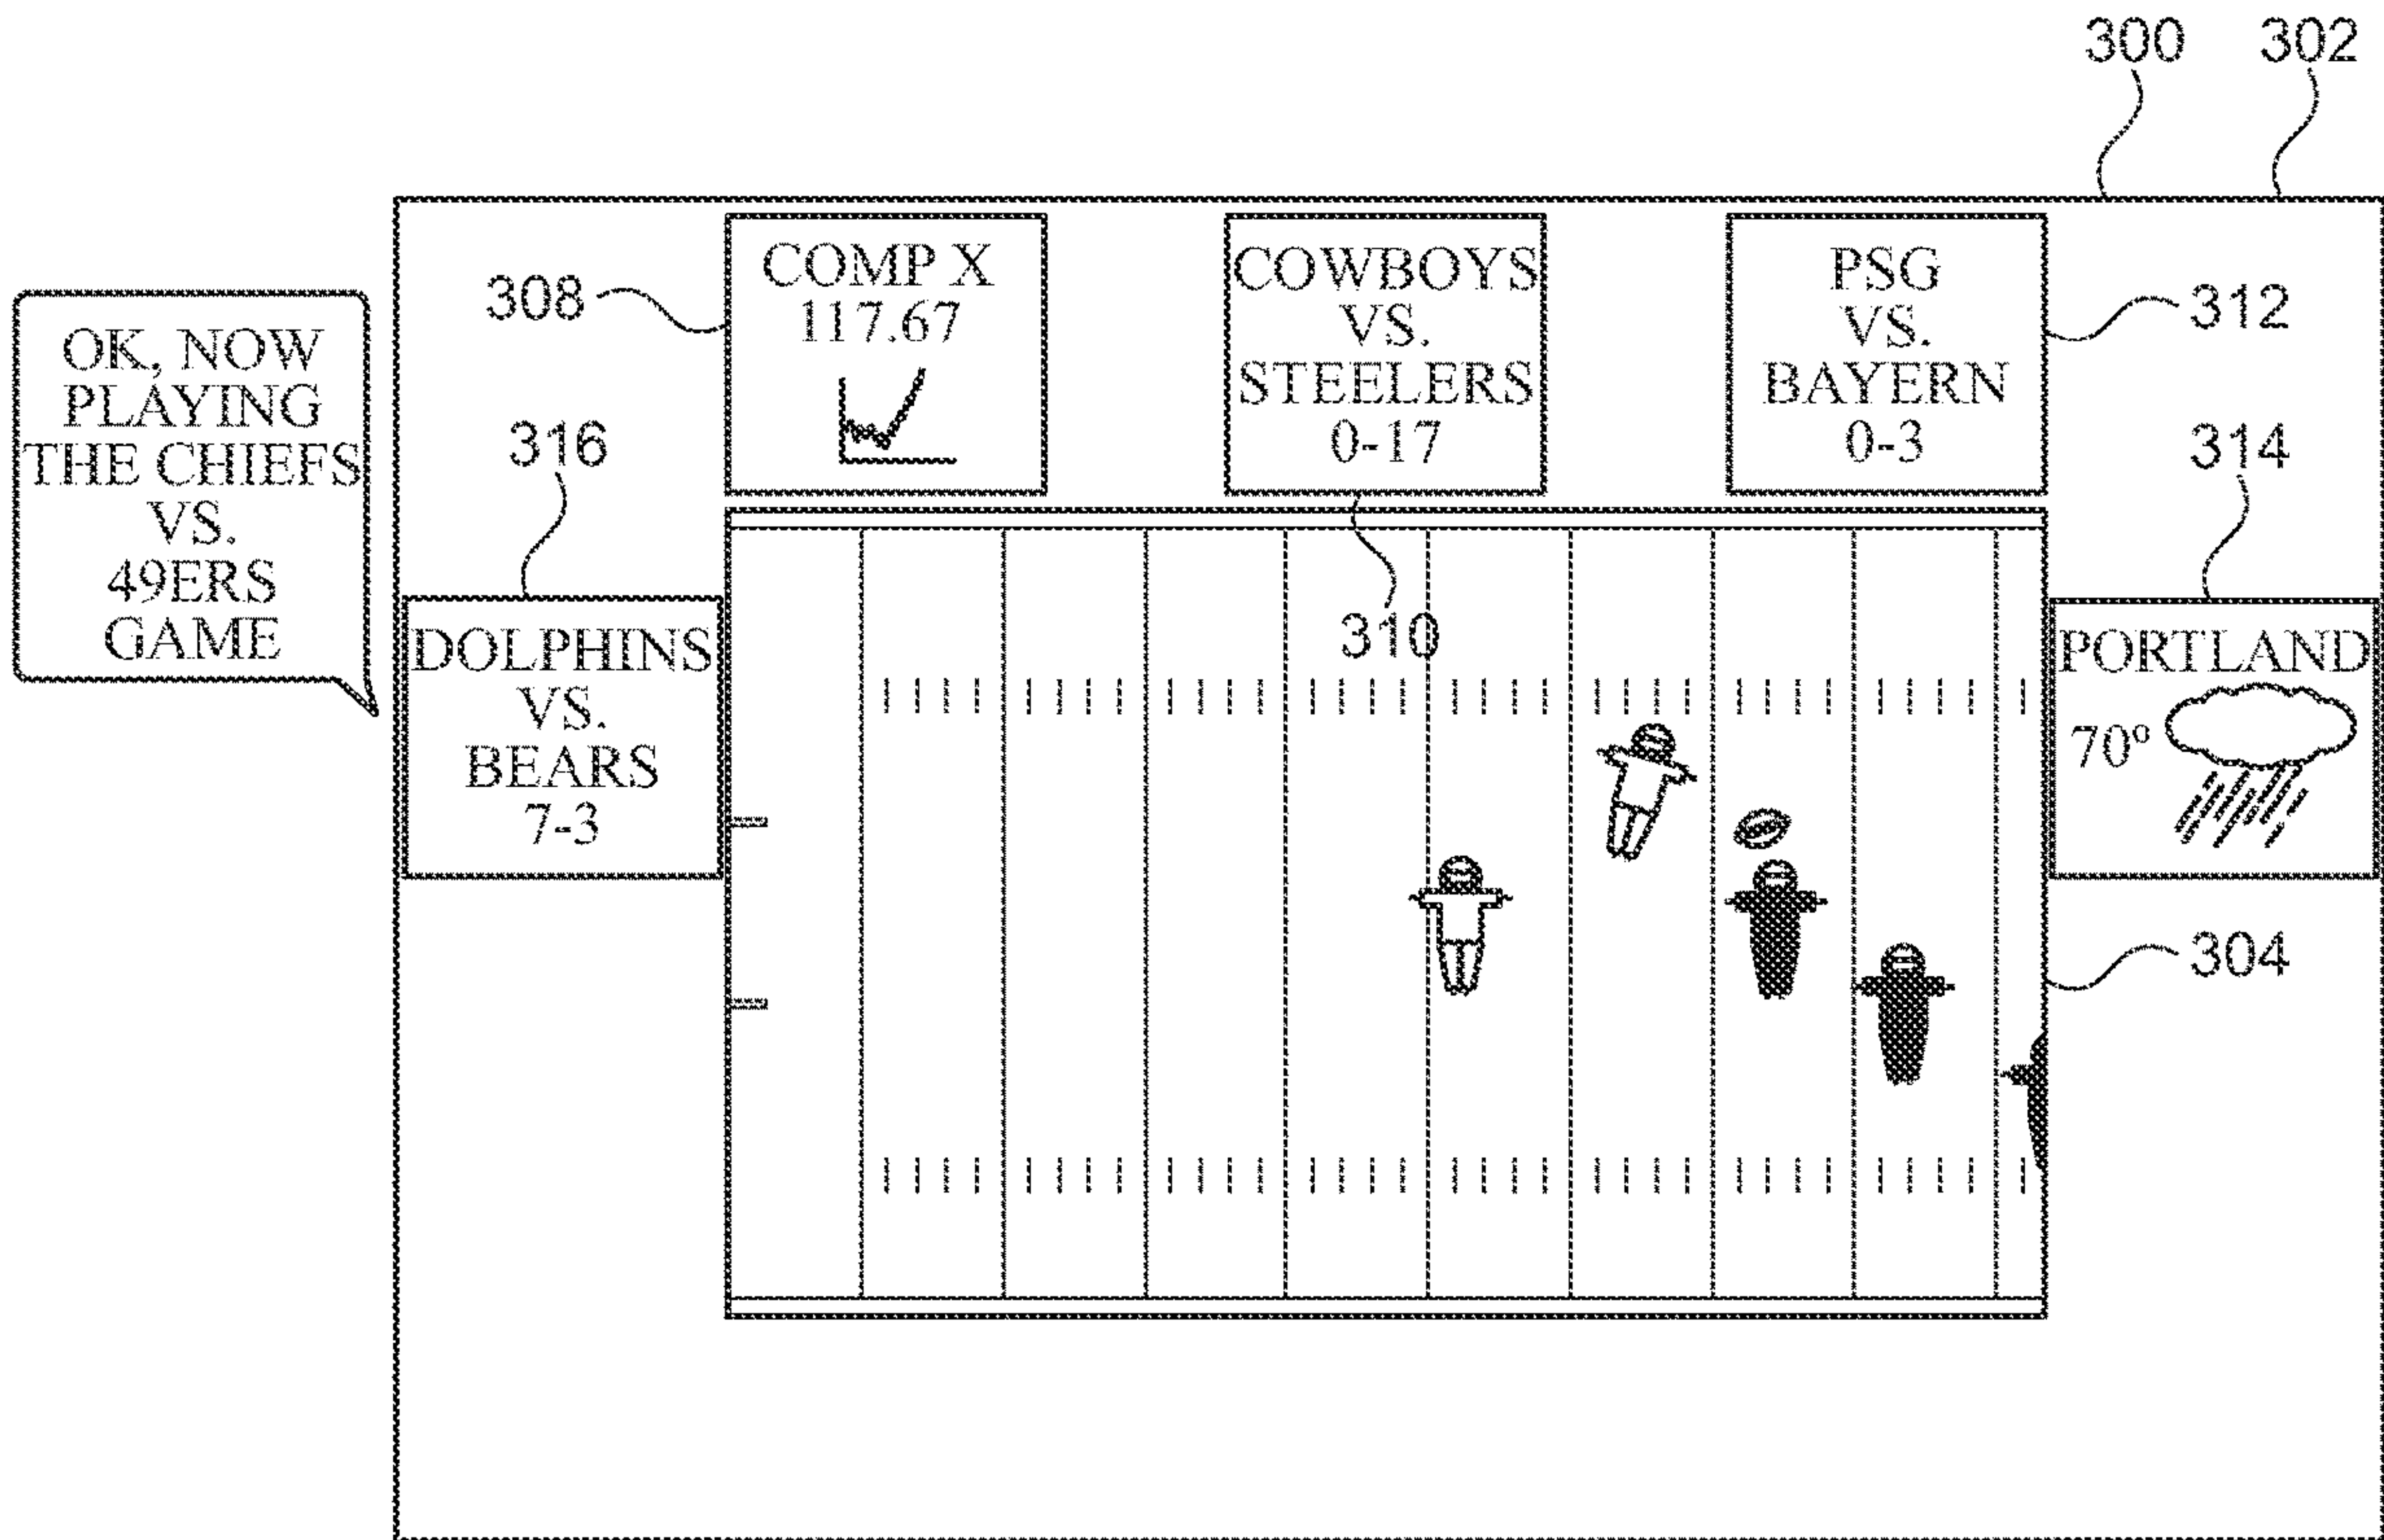 300 302
308
COMP X
117.67
COWBOYS
VS.
STEELERS
0-17
PSG
VS.
BAYERN
0-3
312
OK, NOW
PLAYING
THE CHIEFS
VS.
49ERS
GAME
316
314
310
DOLPHINS
VS.
BEARS
7-3
PORTLAND
70º
304